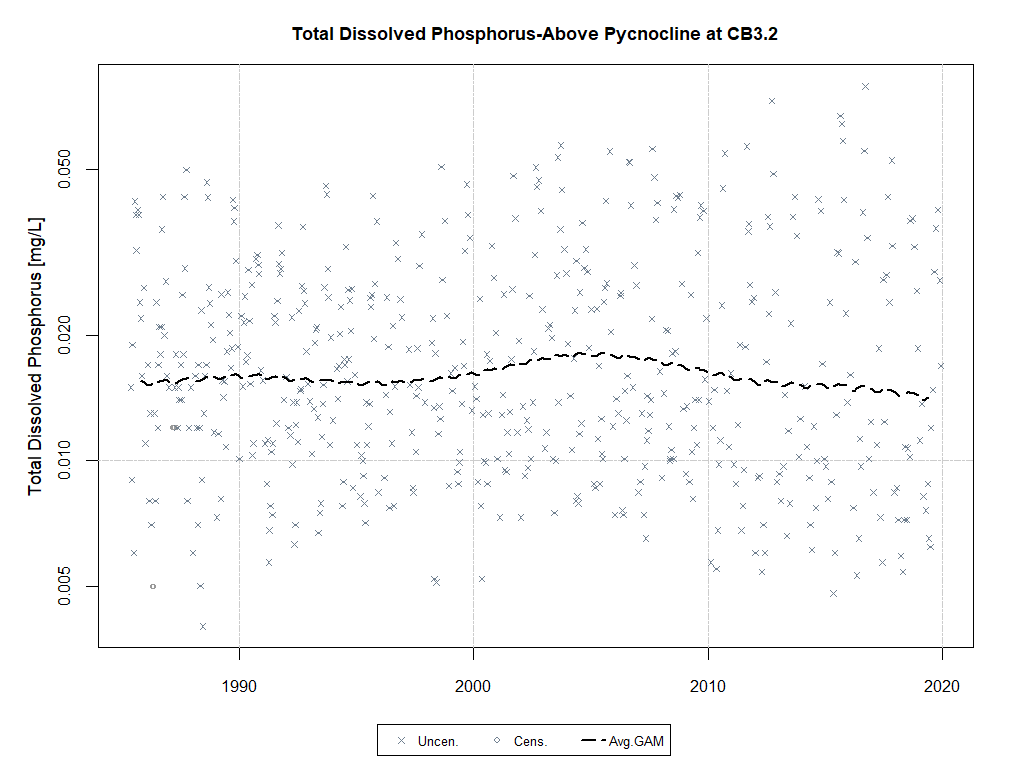 Total Dissolved Phosphorus-Above Pycnocline at CB3.2
Total Dissolved Phosphorus [mg/L]
0.050
0.020
0.010
0.005
1990 2000 2010 2020
Uncen. Cens. Avg.GAM